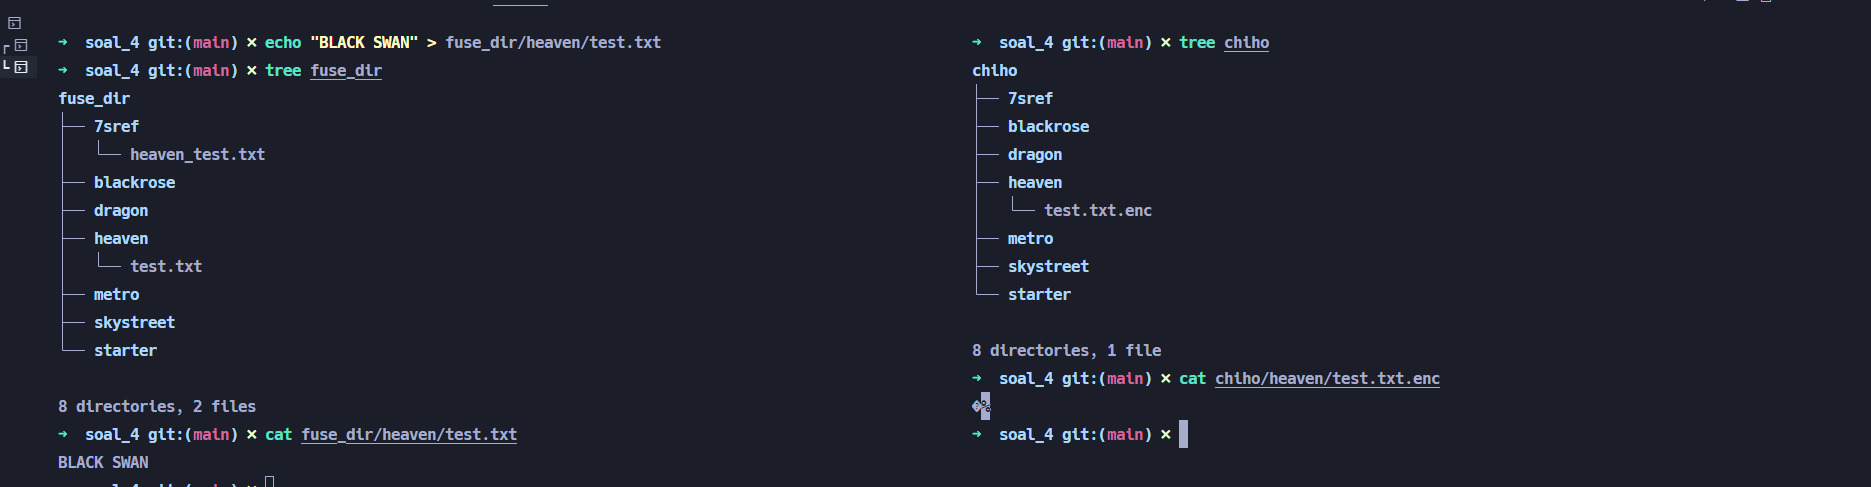 ➜  soal_4 git:(main) ✗ echo "BLACK SWAN" > fuse_dir/heaven/test.txt
➜  soal_4 git:(main) ✗ tree fuse_dir
fuse_dir
├── 7sref
│   └── heaven_test.txt
├── blackrose
├── dragon
├── heaven
│   └── test.txt
├── metro
├── skystreet
└── starter
8 directories, 2 files
➜  soal_4 git:(main) ✗ cat fuse_dir/heaven/test.txt
BLACK SWAN
➜  soal_4 git:(main) ✗ tree chiho
chiho
├── 7sref
├── blackrose
├── dragon
├── heaven
│   └── test.txt.enc
├── metro
├── skystreet
└── starter
8 directories, 1 file
➜  soal_4 git:(main) ✗ cat chiho/heaven/test.txt.enc
�%
➜  soal_4 git:(main) ✗